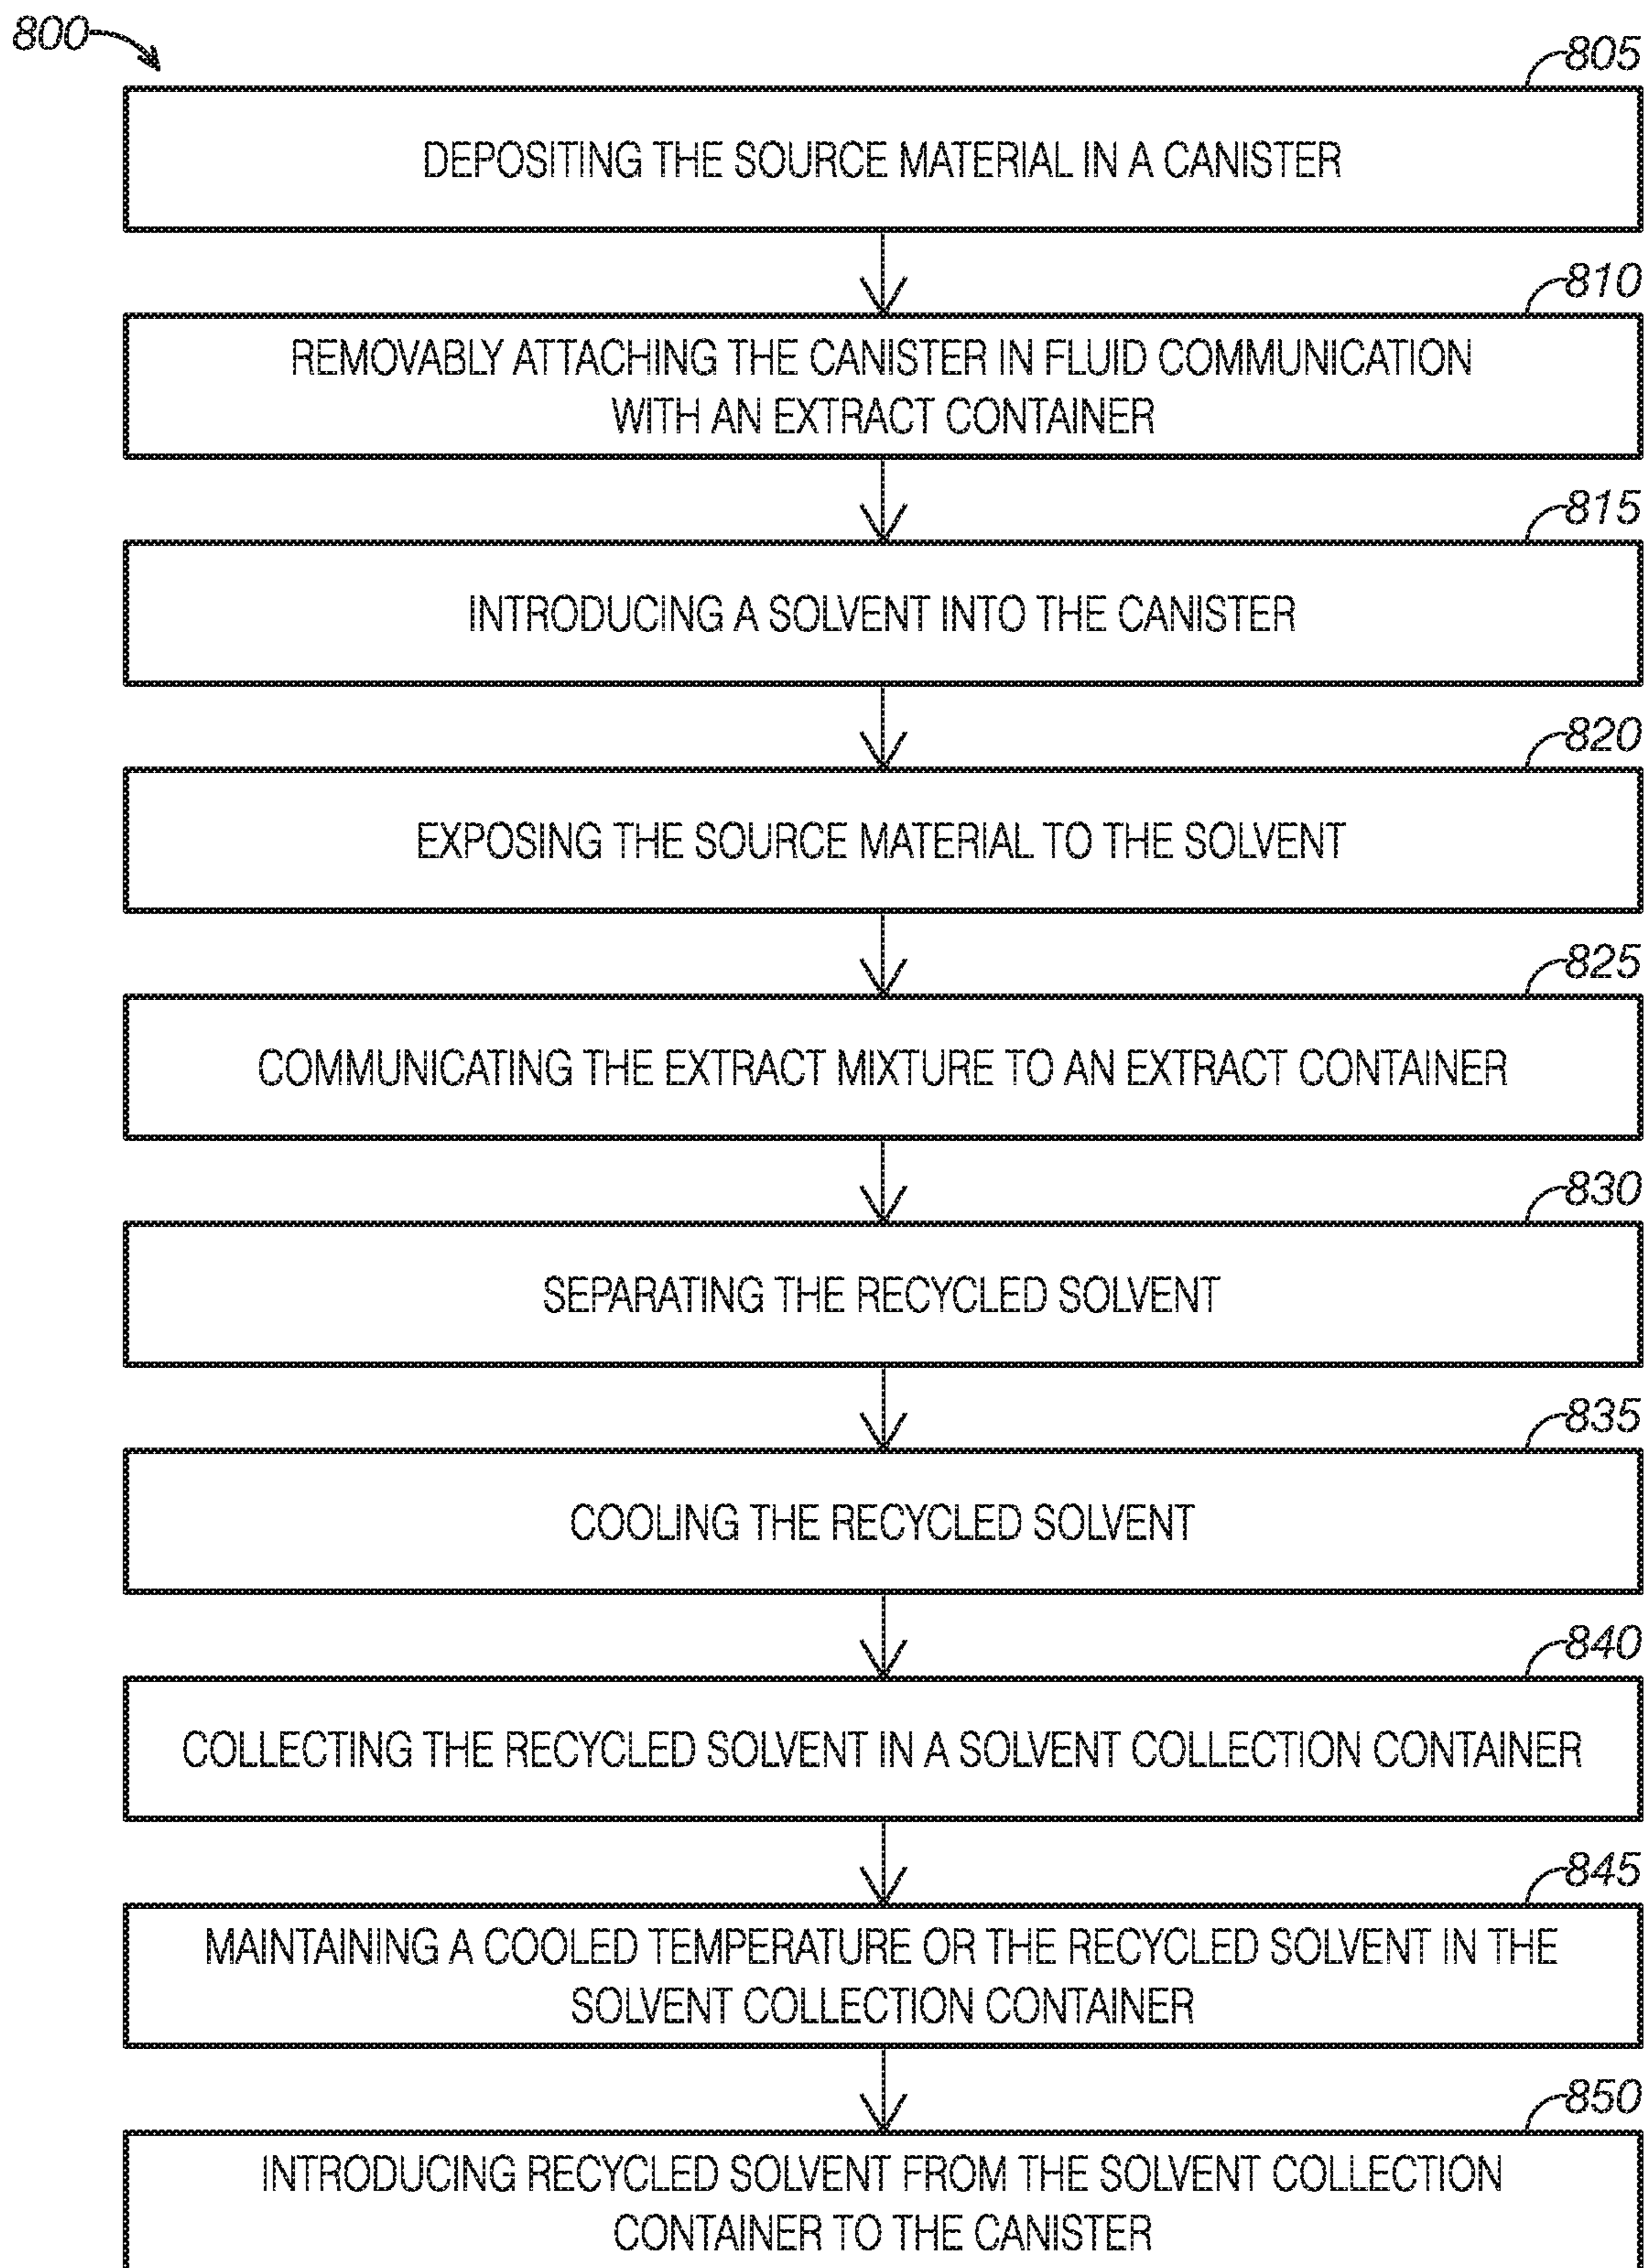 800
805
DEPOSITING THE SOURCE MATERIAL IN A CANISTER
810
REMOVABLY ATTACHING THE CANISTER IN FLUID COMMUNICATION
WITH AN EXTRACT CONTAINER
815
INTRODUCING A SOLVENT INTO THE CANISTER
820
EXPOSING THE SOURCE MATERIAL TO THE SOLVENT
825
COMMUNICATING THE EXTRACT MIXTURE TO AN EXTRACT CONTAINER
830
SEPARATING THE RECYCLED SOLVENT
835
COOLING THE RECYCLED SOLVENT
840
COLLECTING THE RECYCLED SOLVENT IN A SOLVENT COLLECTION CONTAINER
845
MAINTAINING A COOLED TEMPERATURE OR THE RECYCLED SOLVENT IN THE
SOLVENT COLLECTION CONTAINER
850
INTRODUCING RECYCLED SOLVENT FROM THE SOLVENT COLLECTION
CONTAINER TO THE CANISTER